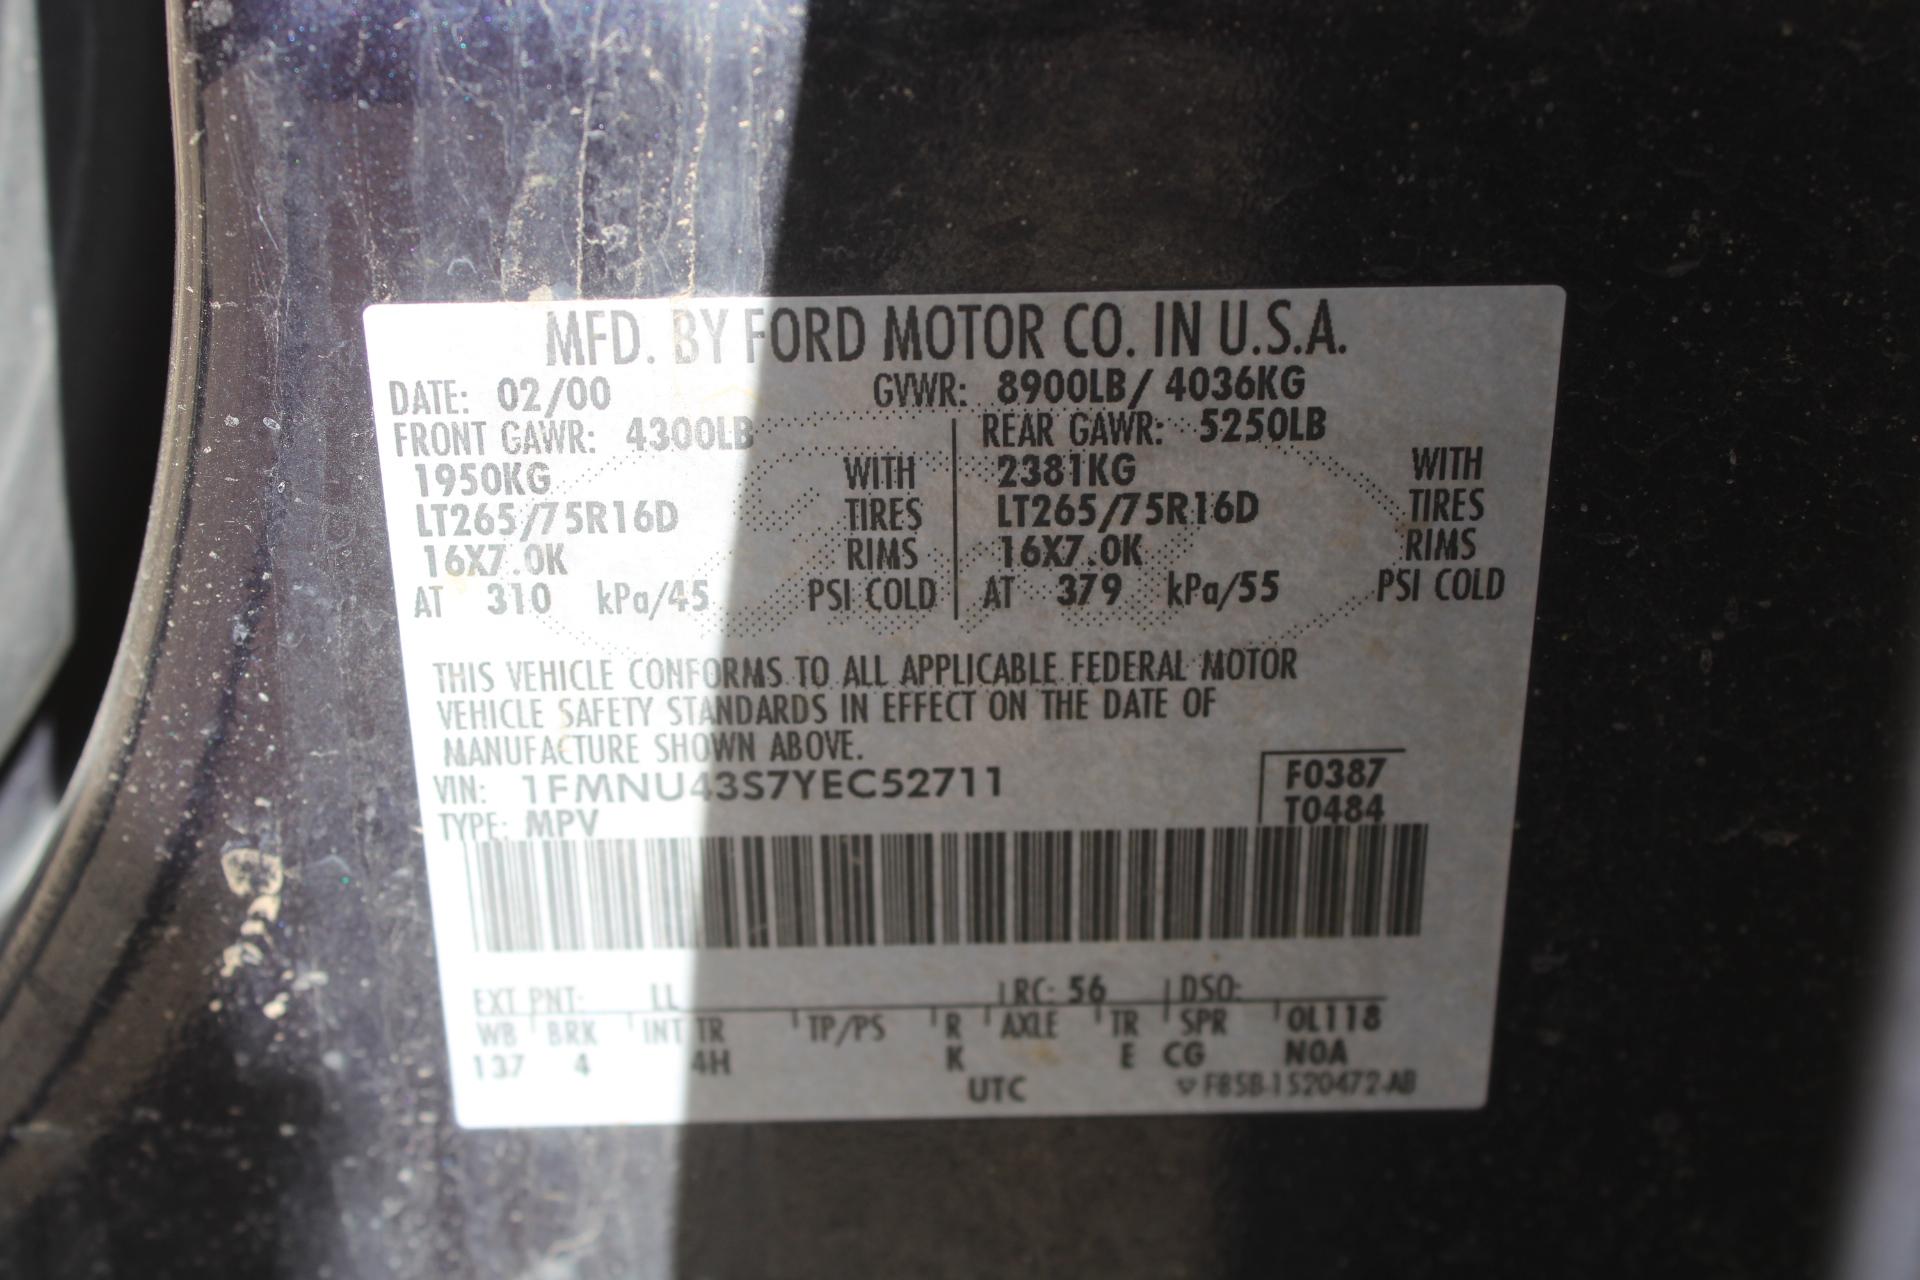 MFD. BY FORD MOTOR CO. IN U.S.A.
DATE: 02/00 GVWR: 8900LB/ 4036KG
FRONT GAWR: 4300LB REAR GAWR: 5250LB
1950KG WITH 2381KG WITH
LT265/75R16D TIRES LT265/75R16D TIRES
16X7.0K RIMS 16X7.0K RIMS
AT 310 kPa/45 PSI COLD AT 379 kPa/55 PSI COLD
THIS VEHICLE CONFORMS TO ALL APPLICABLE FEDERAL MOTOR
VEHICLE SAFETY STANDARDS IN EFFECT ON THE DATE OF
MANUFACTURE SHOWN ABOVE.
VIN: 1FMNU43S7YEC52711 F0387
TYPE: MPV T0484
EXT PNT: LL RC: 56 DSO:
WB BRK INT TR TP/PS R AXLE TR SPR OL118
137 4 4H K E CG N0A
UTC F85B-1520472-AB